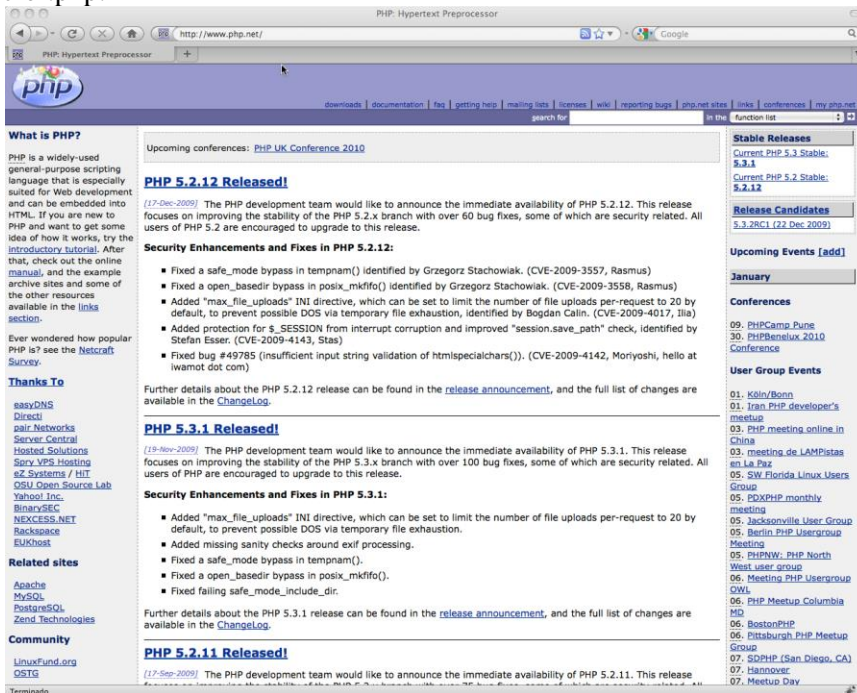 PHP: Hypertext Preprocessor
http://www.php.net/
Google
PHP: Hypertext Preprocessor
php
downloads | documentation | faq | getting help | mailing lists | licenses | wiki | reporting bugs | php.net sites | links | conferences | my php.net
search for
in the
function list
What is PHP?
PHP is a widely-used
general-purpose scripting
language that is especially
suited for Web development
and can be embedded into
HTML. If you are new to
PHP and want to get some
idea of how it works, try the
introductory tutorial. After
that, check out the online
manual, and the example
archive sites and some of
the other resources
available in the links
section.
Ever wondered how popular
PHP is? see the Netcraft
Survey.
Thanks To
easyDNS
Directi
pair Networks
Server Central
Hosted Solutions
Spry VPS Hosting
eZ Systems / HiT
OSU Open Source Lab
Yahoo! Inc.
BinarySEC
NEXCESS.NET
Rackspace
EUKhost
Related sites
Apache
MySQL
PostgreSQL
Zend Technologies
Community
LinuxFund.org
OSTG
Upcoming conferences: PHP UK Conference 2010
PHP 5.2.12 Released!
[17-Dec-2009] The PHP development team would like to announce the immediate availability of PHP 5.2.12. This release
focuses on improving the stability of the PHP 5.2.x branch with over 60 bug fixes, some of which are security related. All
users of PHP 5.2 are encouraged to upgrade to this release.
Security Enhancements and Fixes in PHP 5.2.12:
Fixed a safe_mode bypass in tempnam() identified by Grzegorz Stachowiak. (CVE-2009-3557, Rasmus)
Fixed a open_basedir bypass in posix_mkfifo() identified by Grzegorz Stachowiak. (CVE-2009-3558, Rasmus)
Added "max_file_uploads" INI directive, which can be set to limit the number of file uploads per-request to 20 by
default, to prevent possible DOS via temporary file exhaustion, identified by Bogdan Calin. (CVE-2009-4017, Ilia)
Added protection for $_SESSION from interrupt corruption and improved "session.save_path" check, identified by
Stefan Esser. (CVE-2009-4143, Stas)
Fixed bug #49785 (insufficient input string validation of htmlspecialchars()). (CVE-2009-4142, Moriyoshi, hello at
iwamot dot com)
Further details about the PHP 5.2.12 release can be found in the release announcement, and the full list of changes are
available in the ChangeLog.
PHP 5.3.1 Released!
[19-Nov-2009] The PHP development team would like to announce the immediate availability of PHP 5.3.1. This release
focuses on improving the stability of the PHP 5.3.x branch with over 100 bug fixes, some of which are security related. All
users of PHP are encouraged to upgrade to this release.
Security Enhancements and Fixes in PHP 5.3.1:
Added "max_file_uploads" INI directive, which can be set to limit the number of file uploads per-request to 20 by
default, to prevent possible DOS via temporary file exhaustion.
Added missing sanity checks around exif processing.
Fixed a safe_mode bypass in tempnam().
Fixed a open_basedir bypass in posix_mkfifo().
Fixed failing safe_mode_include_dir.
Further details about the PHP 5.3.1 release can be found in the release announcement, and the full list of changes are
available in the ChangeLog.
PHP 5.2.11 Released!
[17-Sep-2009] The PHP development team would like to announce the immediate availability of PHP 5.2.11. This release
Stable Releases
Current PHP 5.3 Stable:
5.3.1
Current PHP 5.2 Stable:
5.2.12
Release Candidates
5.3.2RC1 (22 Dec 2009)
Upcoming Events [add]
January
Conferences
09. PHPCamp Pune
30. PHPBenelux 2010
Conference
User Group Events
01. Köln/Bonn
01. Iran PHP developer's
meetup
03. PHP meeting online in
China
03. meeting de LAMPistas
en La Paz
05. SW Florida Linux Users
Group
05. PDXPHP monthly
meeting
05. Jacksonville User Group
05. Berlin PHP Usergroup
Meeting
05. PHPNW: PHP North
West user group
06. Meeting PHP Usergroup
OWL
06. PHP Meetup Columbia
MD
06. BostonPHP
06. Pittsburgh PHP Meetup
Group
07. SDPHP (San Diego, CA)
07. Hannover
07. Meetup Day
Terminado